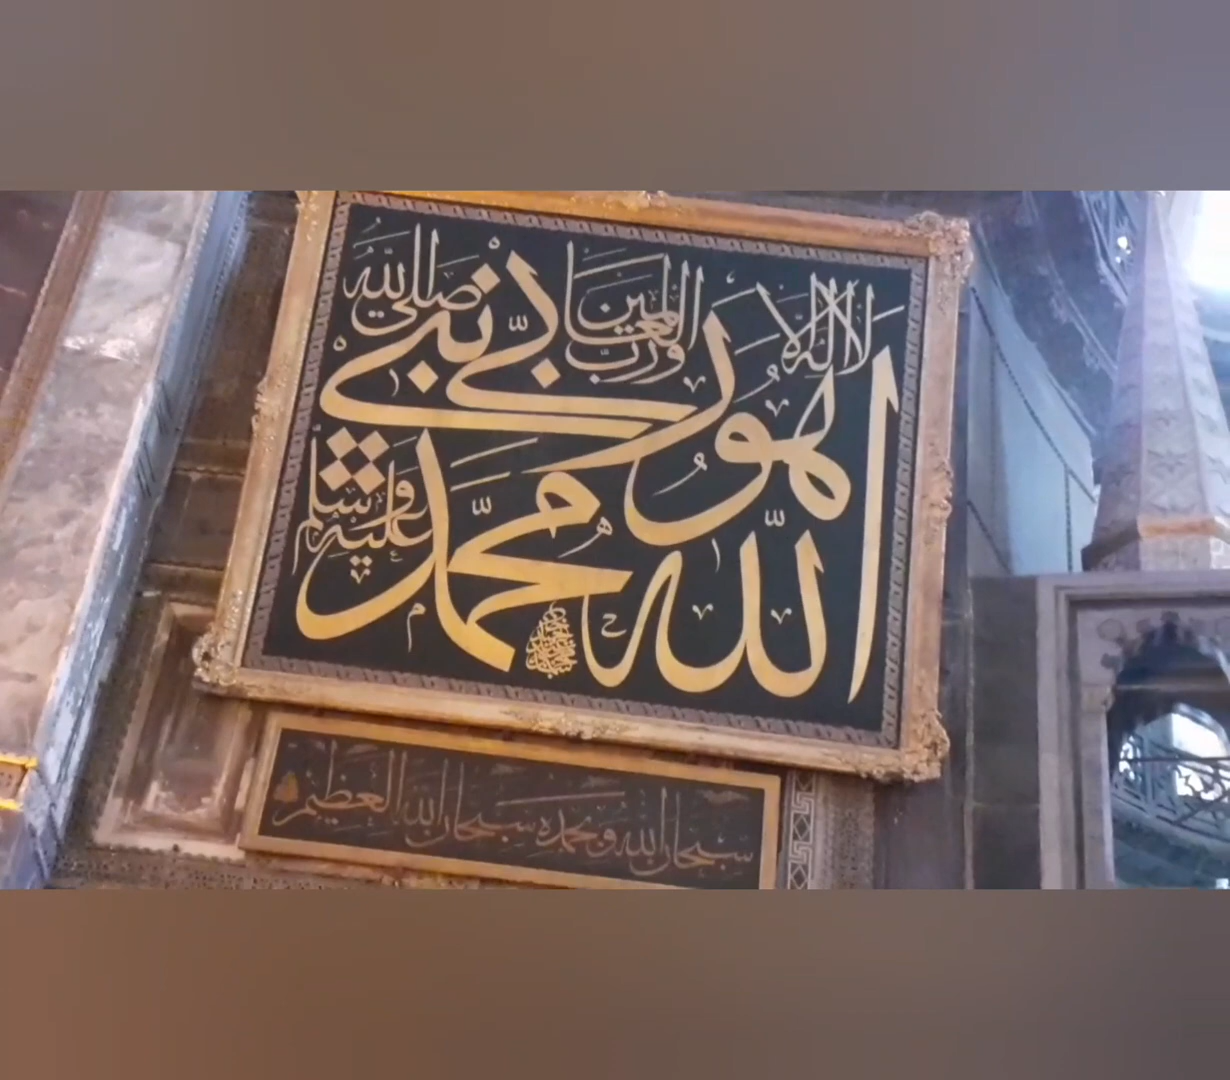 لا اله الا هو ربي ورب العالمين نبي صلى الله
الله محمد عليه وسلم
سبحان الله وبحمده سبحان الله العظيم